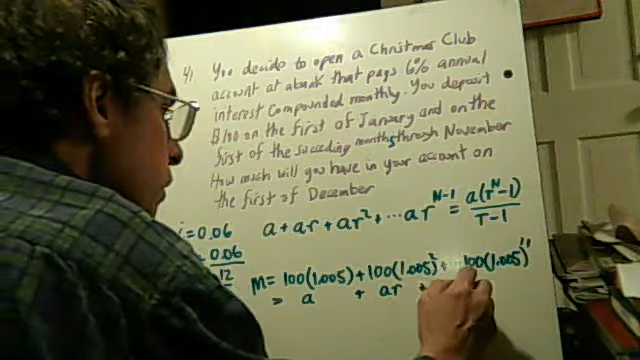 41 You decide to open a Christmas Club
account at a bank that pays 6% annual
interest compounded monthly. You deposit
$100 on the first of January and on the
first of the succeding months through November
How much will you have in your account on
the first of December
i = 0.06
a + ar + ar² + ... ar^(N-1) = a(r^N - 1) / r - 1
= 0.06 / 12
M = 100(1.005) + 100(1.005)² + 100(1.005)^11
= a + ar